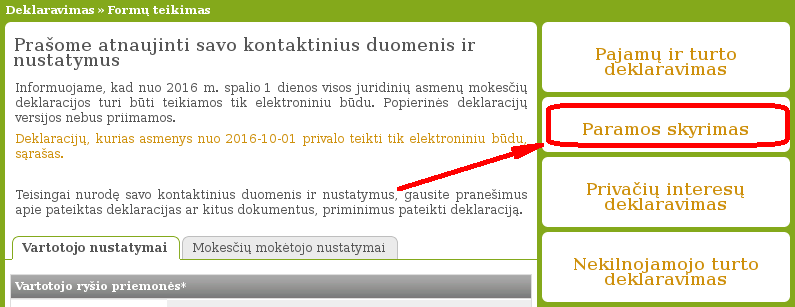 Deklaravimas » Formų teikimas
Prašome atnaujinti savo kontaktinius duomenis ir
nustatymus
Informuojame, kad nuo 2016 m. spalio 1 dienos visos juridinių asmenų mokesčių
deklaracijos turi būti teikiamos tik elektroniniu būdu. Popierinės deklaracijų
versijos nebus priimamos.
Deklaracijų, kurias asmenys nuo 2016-10-01 privalo teikti tik elektroniniu būdu,
sąrašas.
Teisingai nurodę savo kontaktinius duomenis ir nustatymus, gausite pranešimus
apie pateiktas deklaracijas ar kitus dokumentus, priminimus pateikti deklaraciją.
Vartotojo nustatymai
Mokesčių mokėtojo nustatymai
Vartotojo ryšio priemonės*
Pajamų ir turto
deklaravimas
Paramos skyrimas
Privačių interesų
deklaravimas
Nekilnojamojo turto
deklaravimas